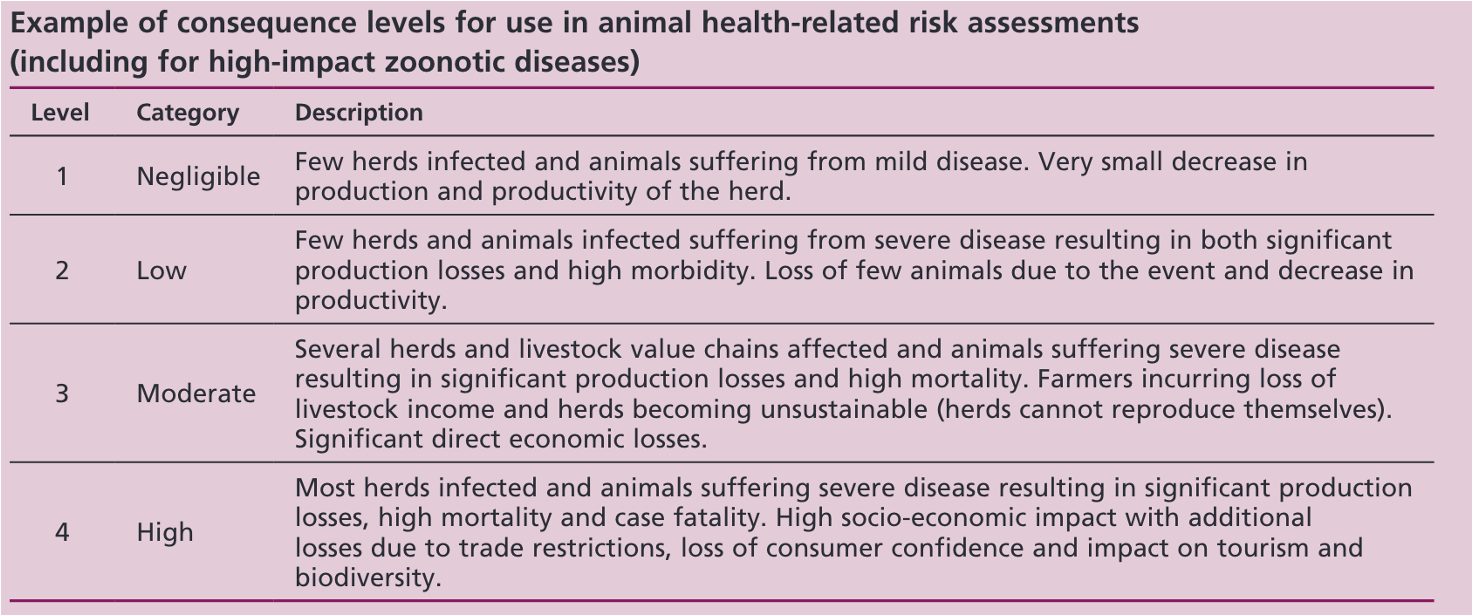 Example of consequence levels for use in animal health-related risk assessments
(including for high-impact zoonotic diseases)
Level Category Description
1 Negligible Few herds infected and animals suffering from mild disease. Very small decrease in
production and productivity of the herd.
2 Low Few herds and animals infected suffering from severe disease resulting in both significant
production losses and high morbidity. Loss of few animals due to the event and decrease in
productivity.
3 Moderate Several herds and livestock value chains affected and animals suffering severe disease
resulting in significant production losses and high mortality. Farmers incurring loss of
livestock income and herds becoming unsustainable (herds cannot reproduce themselves).
Significant direct economic losses.
4 High Most herds infected and animals suffering severe disease resulting in significant production
losses, high mortality and case fatality. High socio-economic impact with additional
losses due to trade restrictions, loss of consumer confidence and impact on tourism and
biodiversity.